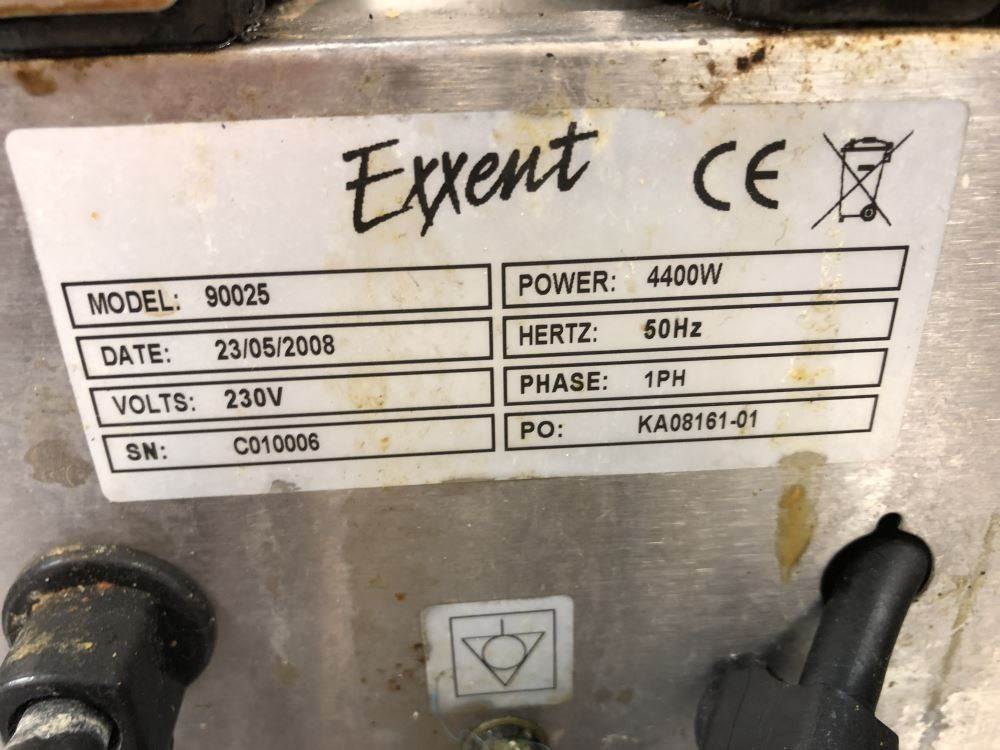 Exxent CE
MODEL: 90025
POWER: 4400W
DATE: 23/05/2008
HERTZ: 50Hz
VOLTS: 230V
PHASE: 1PH
SN: C010006
PO: KA08161-01